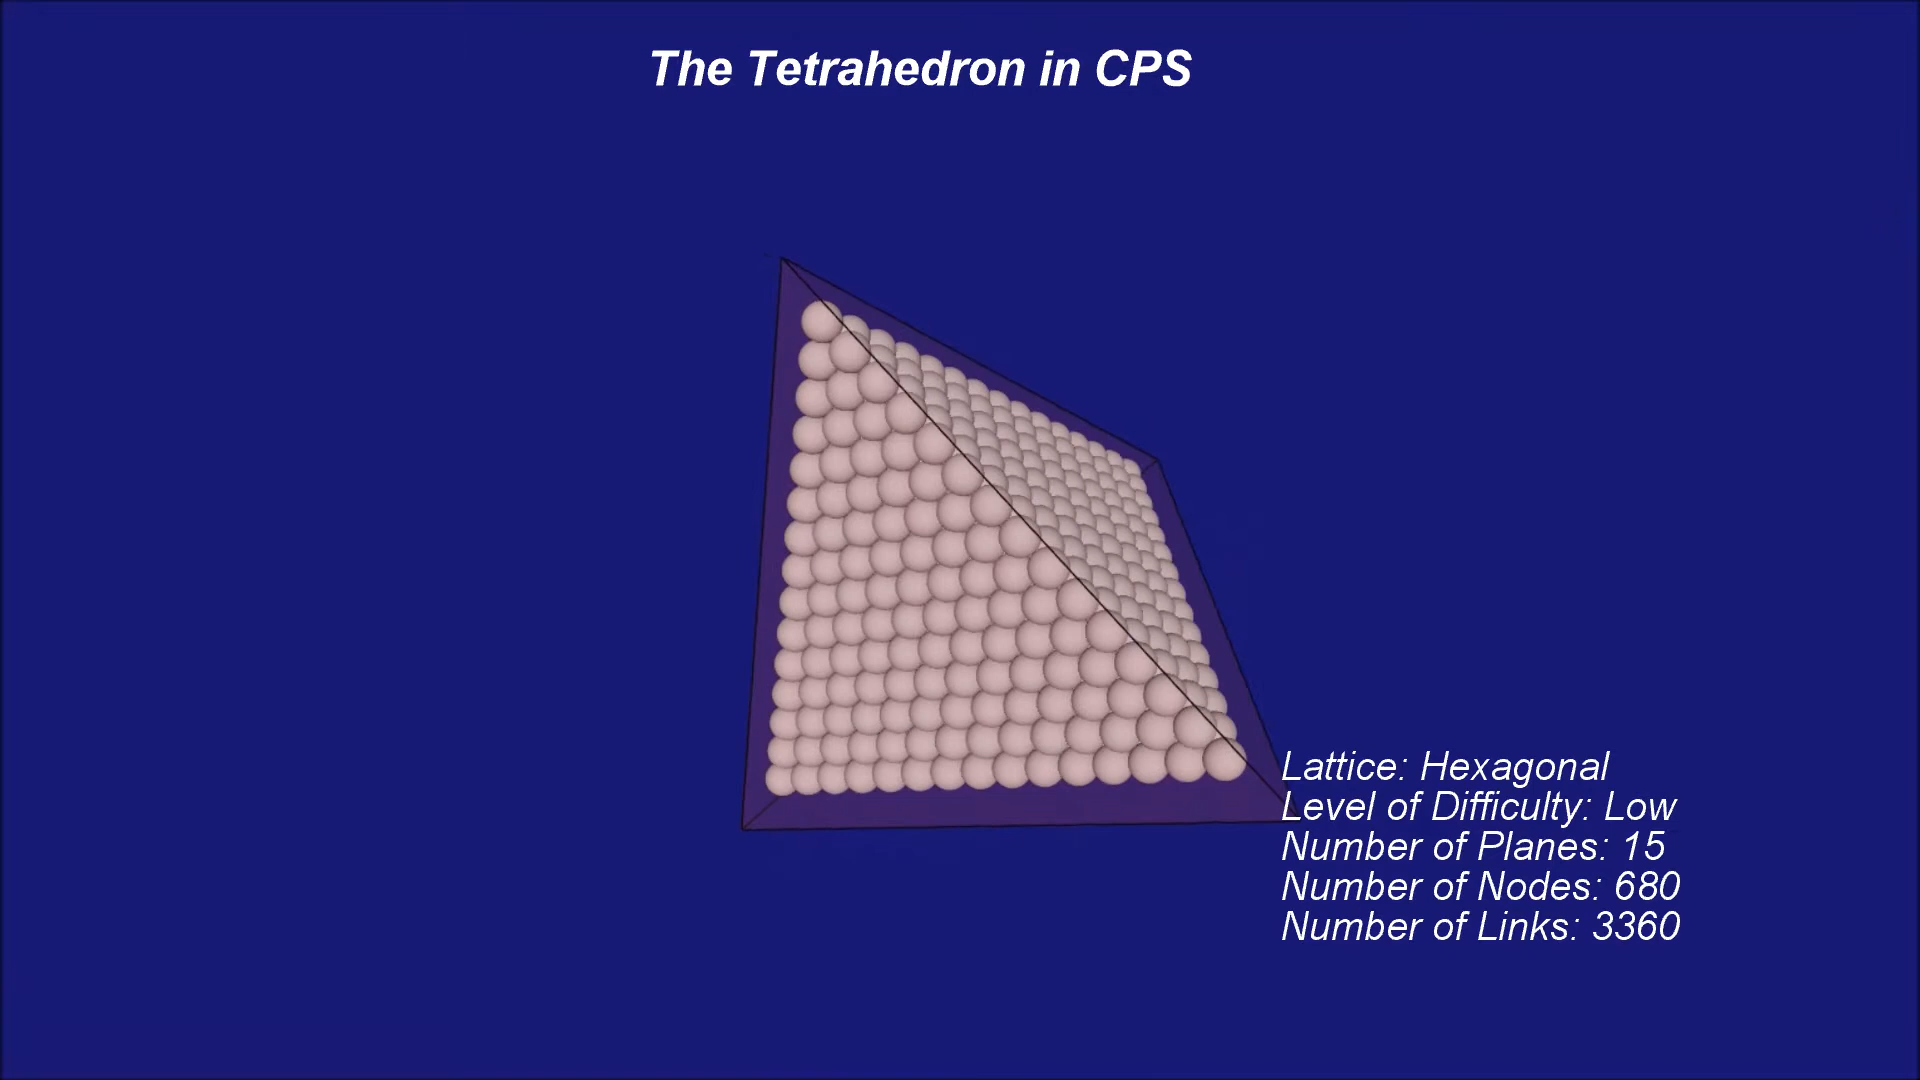 The Tetrahedron in CPS
Lattice: Hexagonal
Level of Difficulty: Low
Number of Planes: 15
Number of Nodes: 680
Number of Links: 3360